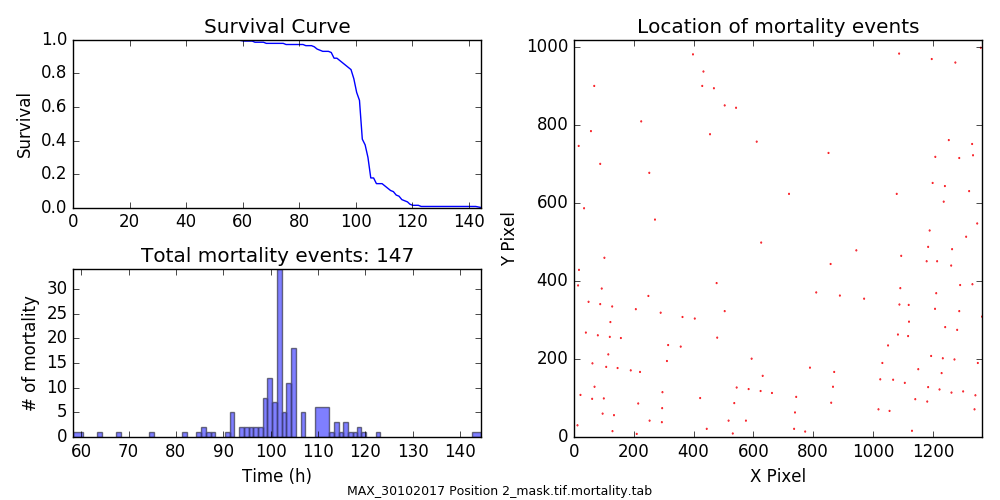 Survival Curve
1.0
0.8
0.6
0.4
0.2
0.0
Survival
0 20 40 60 80 100 120 140
Total mortality events: 147
30
25
20
15
10
5
0
# of mortality
60 70 80 90 100 110 120 130 140
Time (h)
Location of mortality events
1000
800
600
400
200
0
Y Pixel
0 200 400 600 800 1000 1200
X Pixel
MAX_30102017 Position 2_mask.tif.mortality.tab